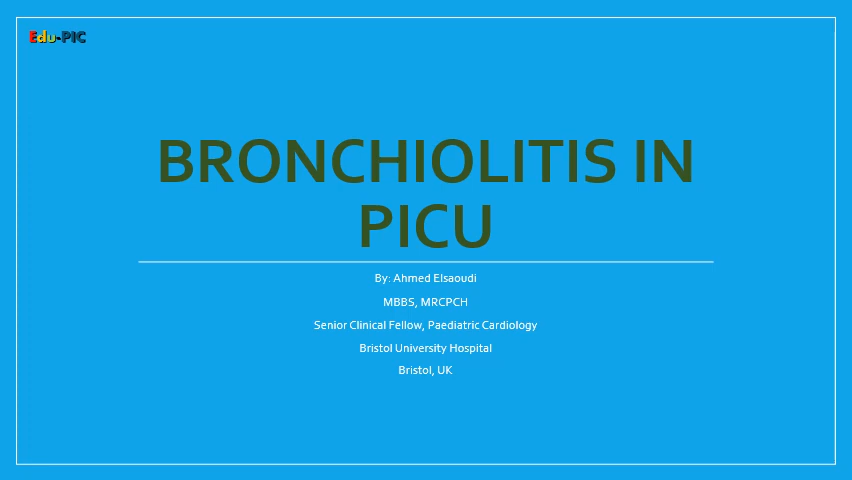 Edu-PIC
BRONCHIOLITIS IN
PICU
By: Ahmed Elsaoudi
MBBS, MRCPCH
Senior Clinical Fellow, Paediatric Cardiology
Bristol University Hospital
Bristol, UK